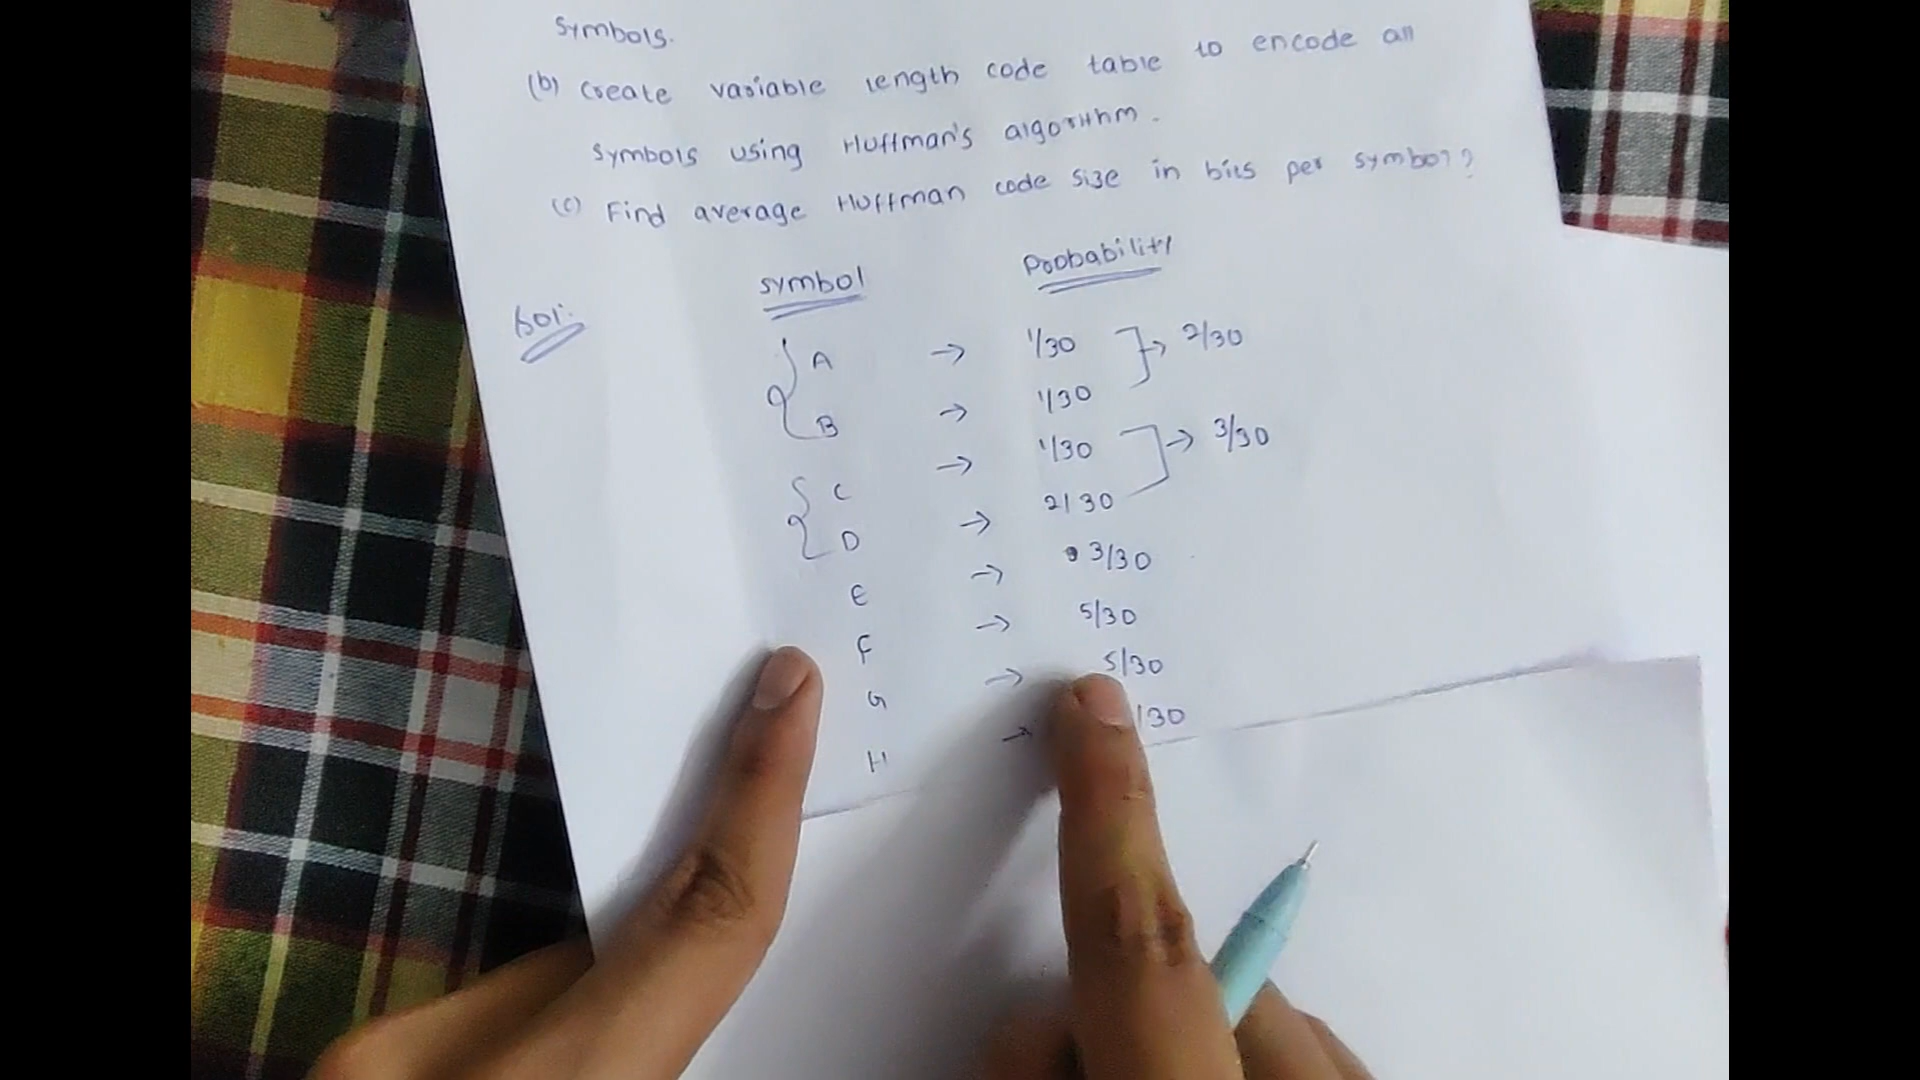 symbols.
(b) Create variable length code table to encode all
symbols using Huffman's algorithm.
(c) Find average Huffman code size in bits per symbol?
Sol:
symbol Probability
A → 1/30 → 2/30
B → 1/30
C → 1/30 → 3/30
D → 2/30
E → 3/30
F → 5/30
G → 5/30
H → /30